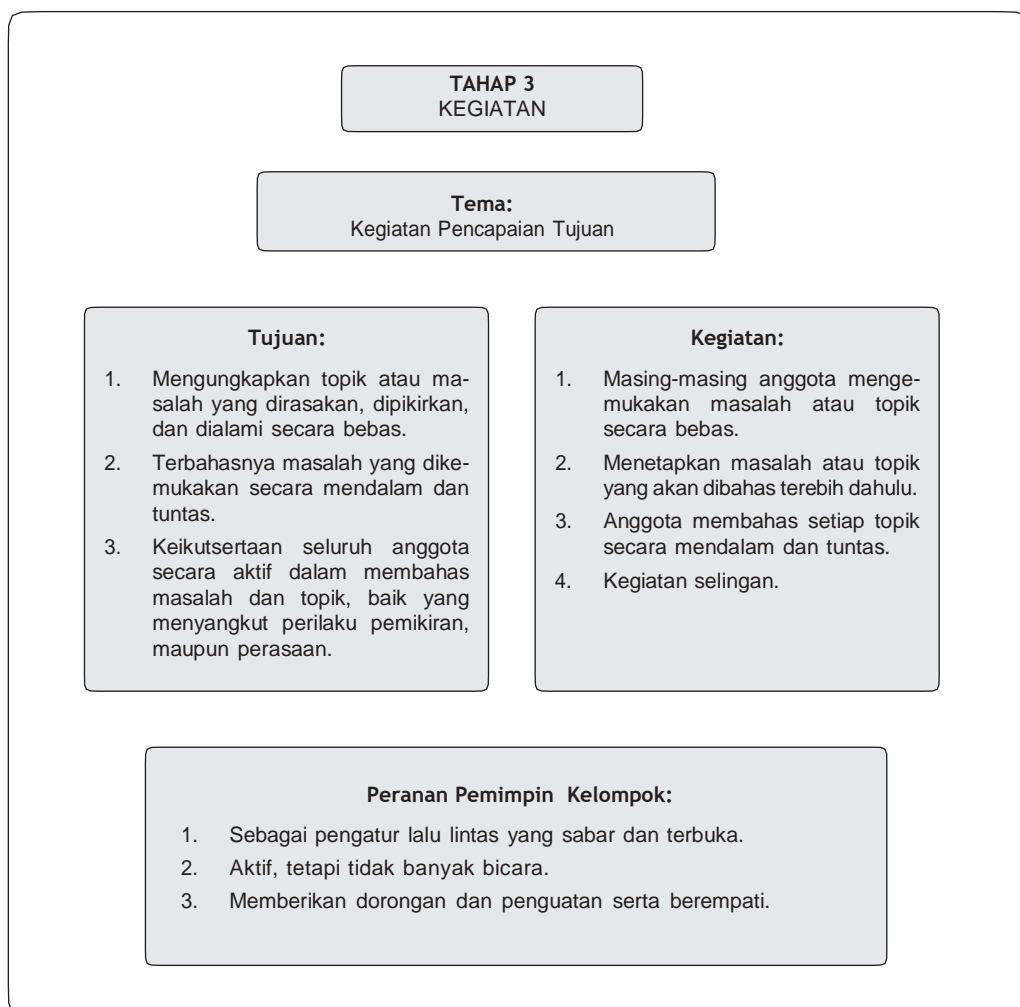 TAHAP 3
KEGIATAN
Tema:
Kegiatan Pencapaian Tujuan
Tujuan:
1. Mengungkapkan topik atau ma-
salah yang dirasakan, dipikirkan,
dan dialami secara bebas.
2. Terbahasnya masalah yang dike-
mukakan secara mendalam dan
tuntas.
3. Keikutsertaan seluruh anggota
secara aktif dalam membahas
masalah dan topik, baik yang
menyangkut perilaku pemikiran,
maupun perasaan.
Kegiatan:
1. Masing-masing anggota menge-
mukakan masalah atau topik
secara bebas.
2. Menetapkan masalah atau topik
yang akan dibahas terebih dahulu.
3. Anggota membahas setiap topik
secara mendalam dan tuntas.
4. Kegiatan selingan.
Peranan Pemimpin Kelompok:
1. Sebagai pengatur lalu lintas yang sabar dan terbuka.
2. Aktif, tetapi tidak banyak bicara.
3. Memberikan dorongan dan penguatan serta berempati.